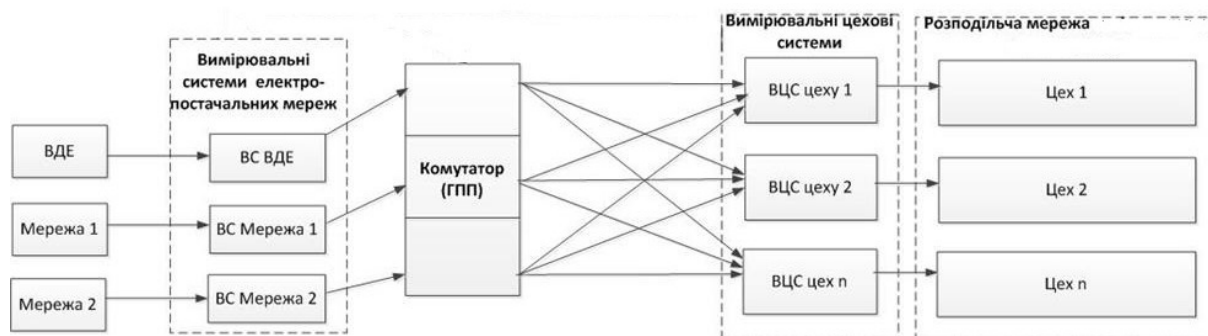 Вимірювальні
системи електро-
постачальних мереж
ВДЕ
Мережа 1
Мережа 2
ВС ВДЕ
ВС Мережа 1
ВС Мережа 2
Комутатор
(ГПП)
Вимірювальні цехові
системи
ВЦС цеху 1
ВЦС цеху 2
ВЦС цех n
Розподільча мережа
Цех 1
Цех 2
Цех n